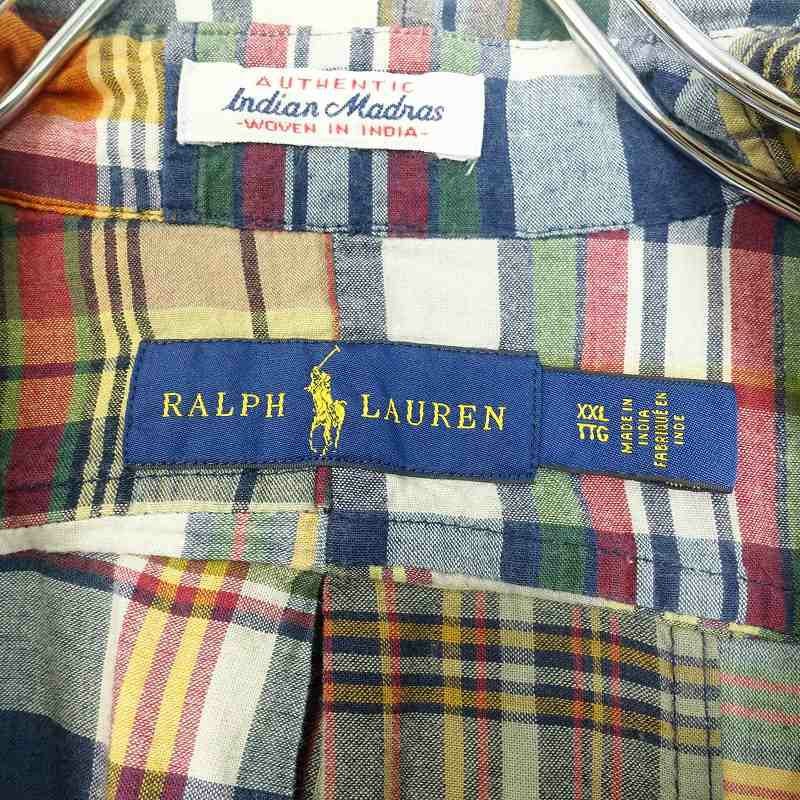 AUTHENTIC
Indian Madras
-WOVEN IN INDIA-
RALPH LAUREN
XXL
TTG
MADE IN
INDIA
FABRIQUÉ EN
INDE